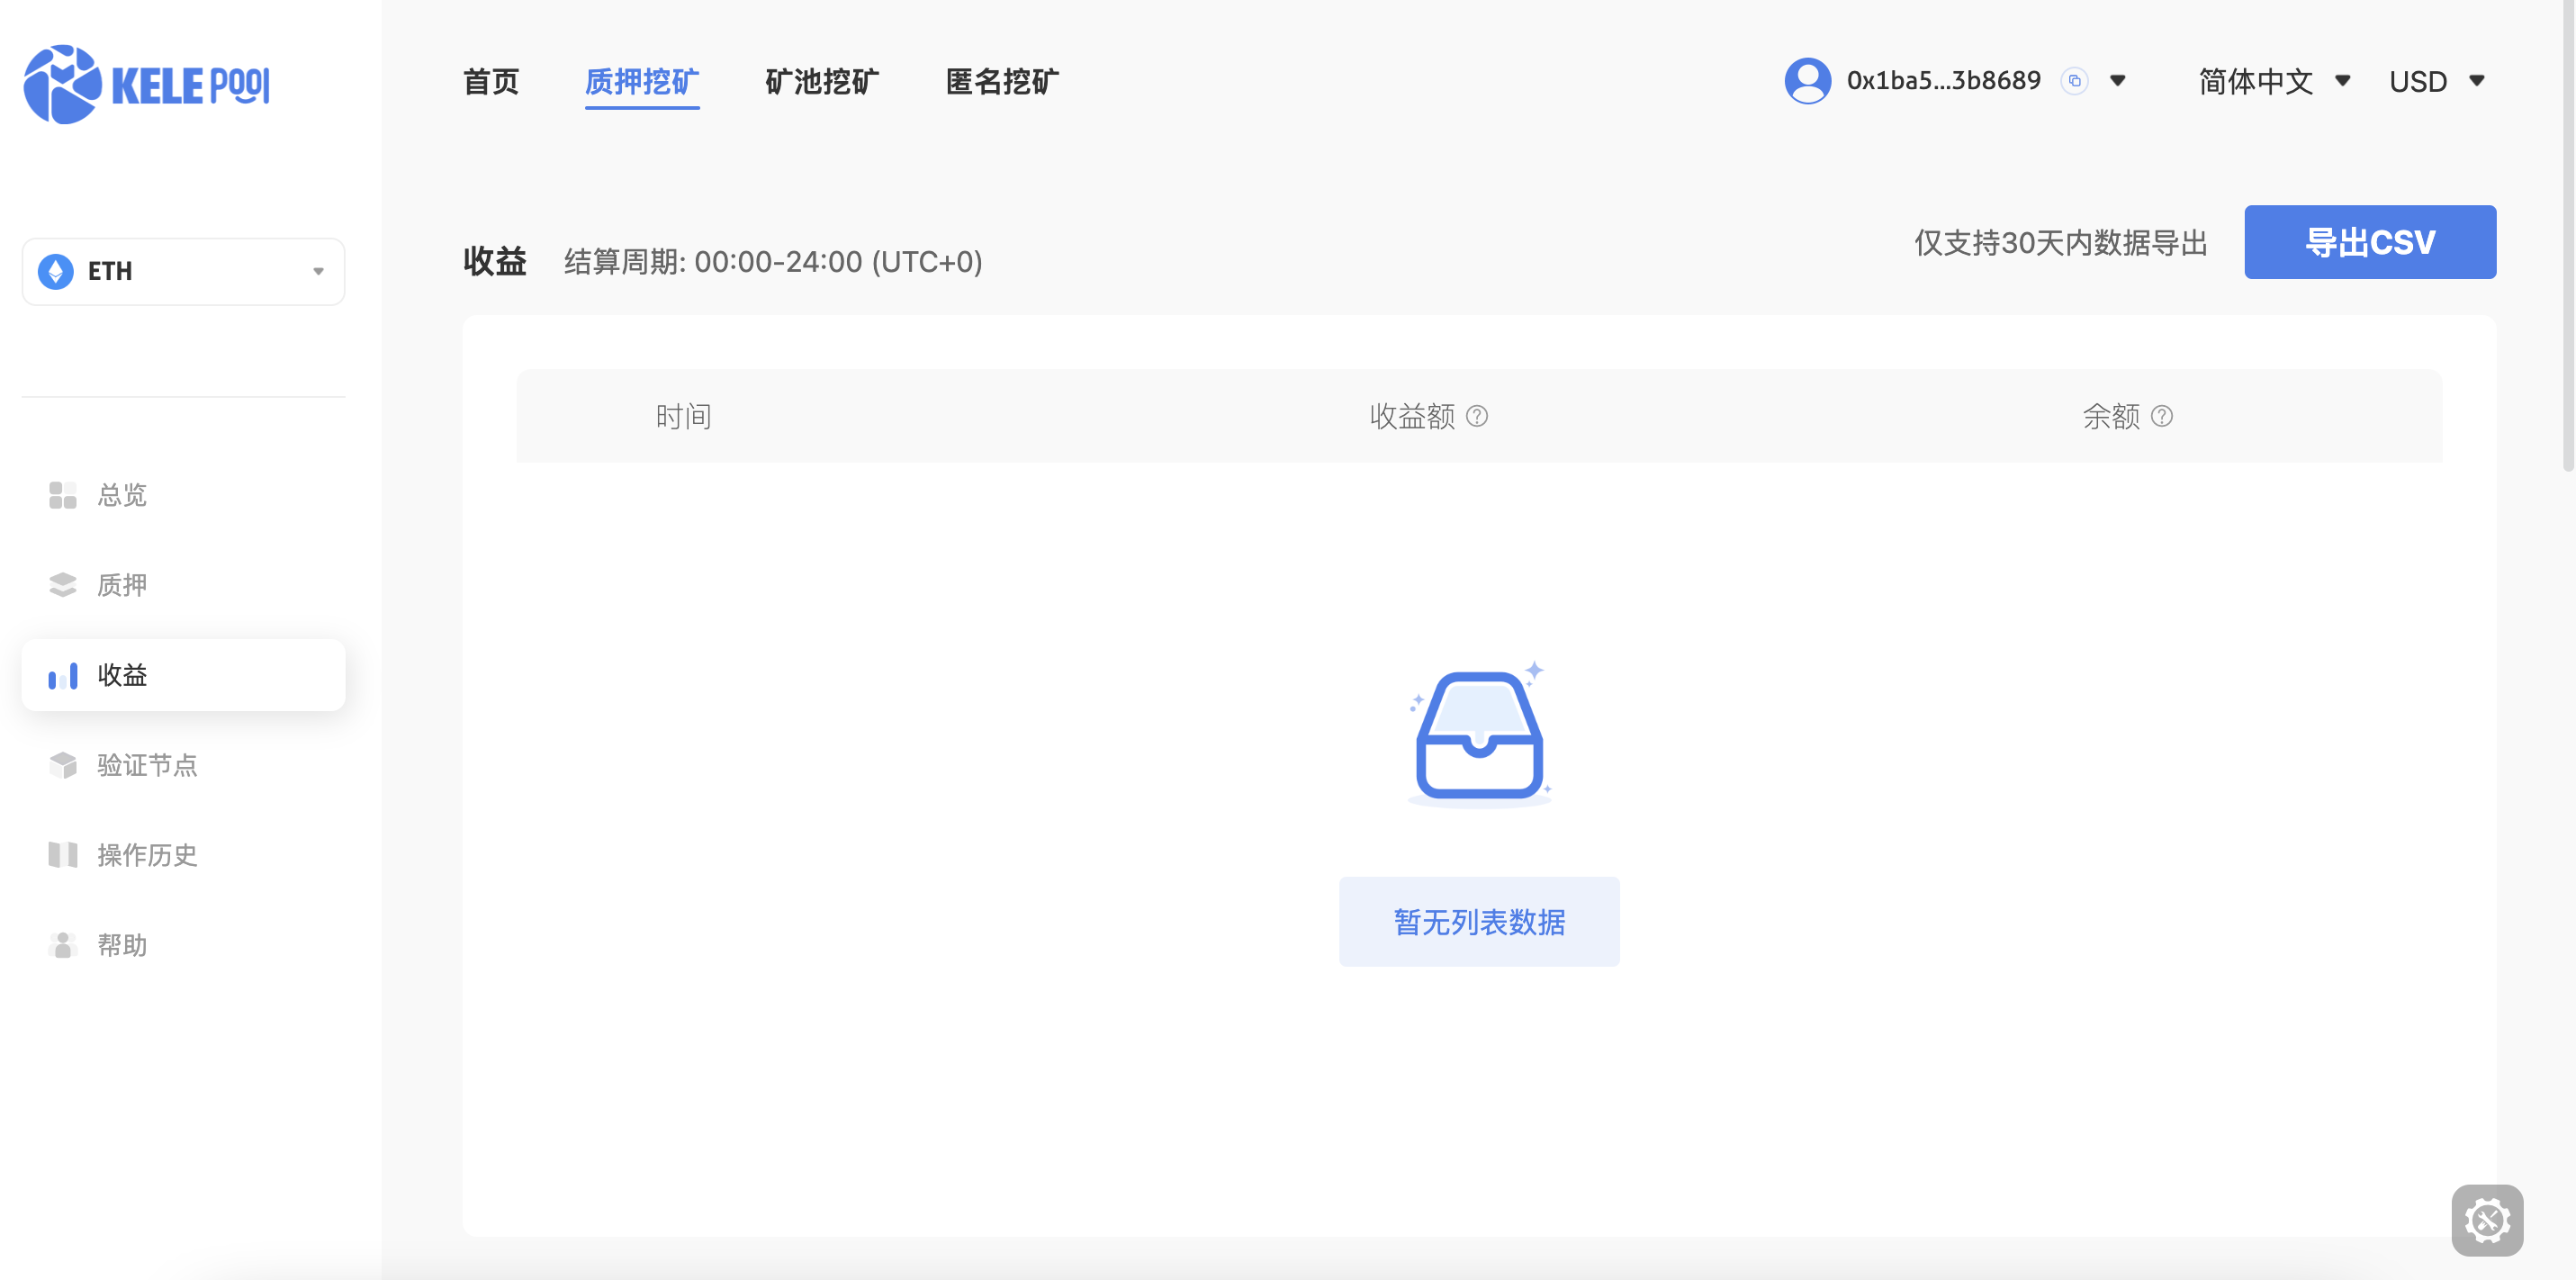 KELE POOL
首页 质押挖矿 矿池挖矿 匿名挖矿 0x1ba5...3b8689 简体中文 USD
ETH
收益 结算周期: 00:00-24:00 (UTC+0) 仅支持30天内数据导出 导出CSV
时间 收益额 余额
总览
质押
收益
验证节点
操作历史
帮助
暂无列表数据